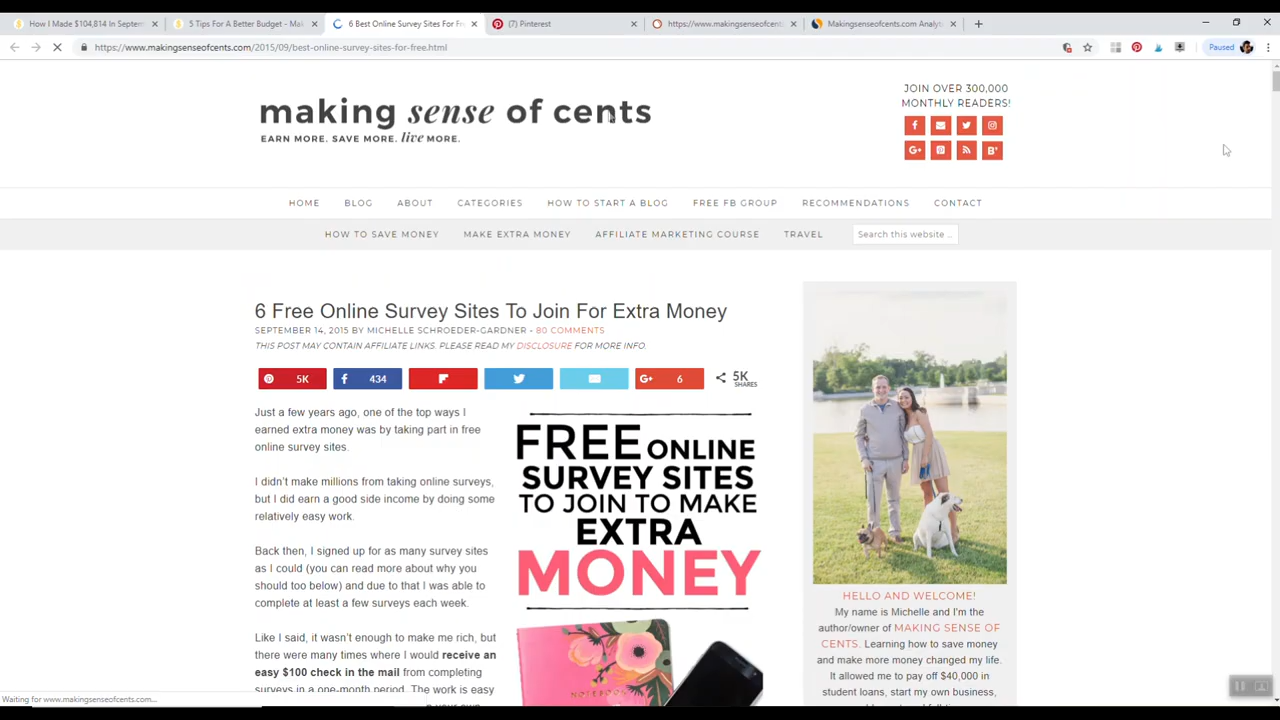 How I Made $104,814 In Septem
5 Tips For A Better Budget - Mak
6 Best Online Survey Sites For Fr
(7) Pinterest
https://www.makingsenseofcents
Makingsenseofcents.com Analyti
https://www.makingsenseofcents.com/2015/09/best-online-survey-sites-for-free.html
Paused
making sense of cents
EARN MORE. SAVE MORE. live MORE.
JOIN OVER 300,000
MONTHLY READERS!
HOME BLOG ABOUT CATEGORIES HOW TO START A BLOG FREE FB GROUP RECOMMENDATIONS CONTACT
HOW TO SAVE MONEY MAKE EXTRA MONEY AFFILIATE MARKETING COURSE TRAVEL Search this website ...
6 Free Online Survey Sites To Join For Extra Money
SEPTEMBER 14, 2015 BY MICHELLE SCHROEDER-GARDNER - 80 COMMENTS
THIS POST MAY CONTAIN AFFILIATE LINKS. PLEASE READ MY DISCLOSURE FOR MORE INFO.
5K 434 G+ 6 5K
SHARES
Just a few years ago, one of the top ways I
earned extra money was by taking part in free
online survey sites.
I didn't make millions from taking online surveys,
but I did earn a good side income by doing some
relatively easy work.
Back then, I signed up for as many survey sites
as I could (you can read more about why you
should too below) and due to that I was able to
complete at least a few surveys each week.
Like I said, it wasn't enough to make me rich, but
there were many times where I would receive an
easy $100 check in the mail from completing
surveys in a one-month period. The work is easy
FREE ONLINE
SURVEY SITES
TO JOIN TO MAKE
EXTRA
MONEY
HELLO AND WELCOME!
My name is Michelle and I'm the
author/owner of MAKING SENSE OF
CENTS. Learning how to save money
and make more money changed my life.
It allowed me to pay off $40,000 in
student loans, start my own business,
Waiting for www.makingsenseofcents.com...